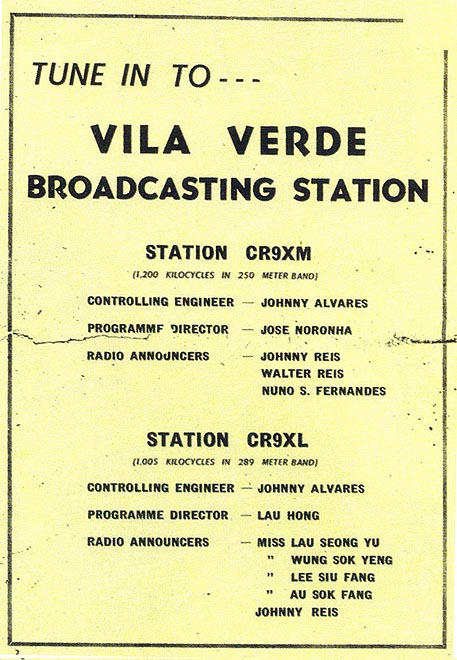 TUNE IN TO---
VILA VERDE
BROADCASTING STATION
STATION CR9XM
(1,200 KILOCYCLES IN 250 METER BAND)
CONTROLLING ENGINEER — JOHNNY ALVARES
PROGRAMME DIRECTOR — JOSE NORONHA
RADIO ANNOUNCERS — JOHNNY REIS
WALTER REIS
NUNO S. FERNANDES
STATION CR9XL
(1,005 KILOCYCLES IN 289 METER BAND)
CONTROLLING ENGINEER — JOHNNY ALVARES
PROGRAMME DIRECTOR — LAU HONG
RADIO ANNOUNCERS — MISS LAU SEONG YU
" WUNG SOK YENG
" LEE SIU FANG
" AU SOK FANG
JOHNNY REIS